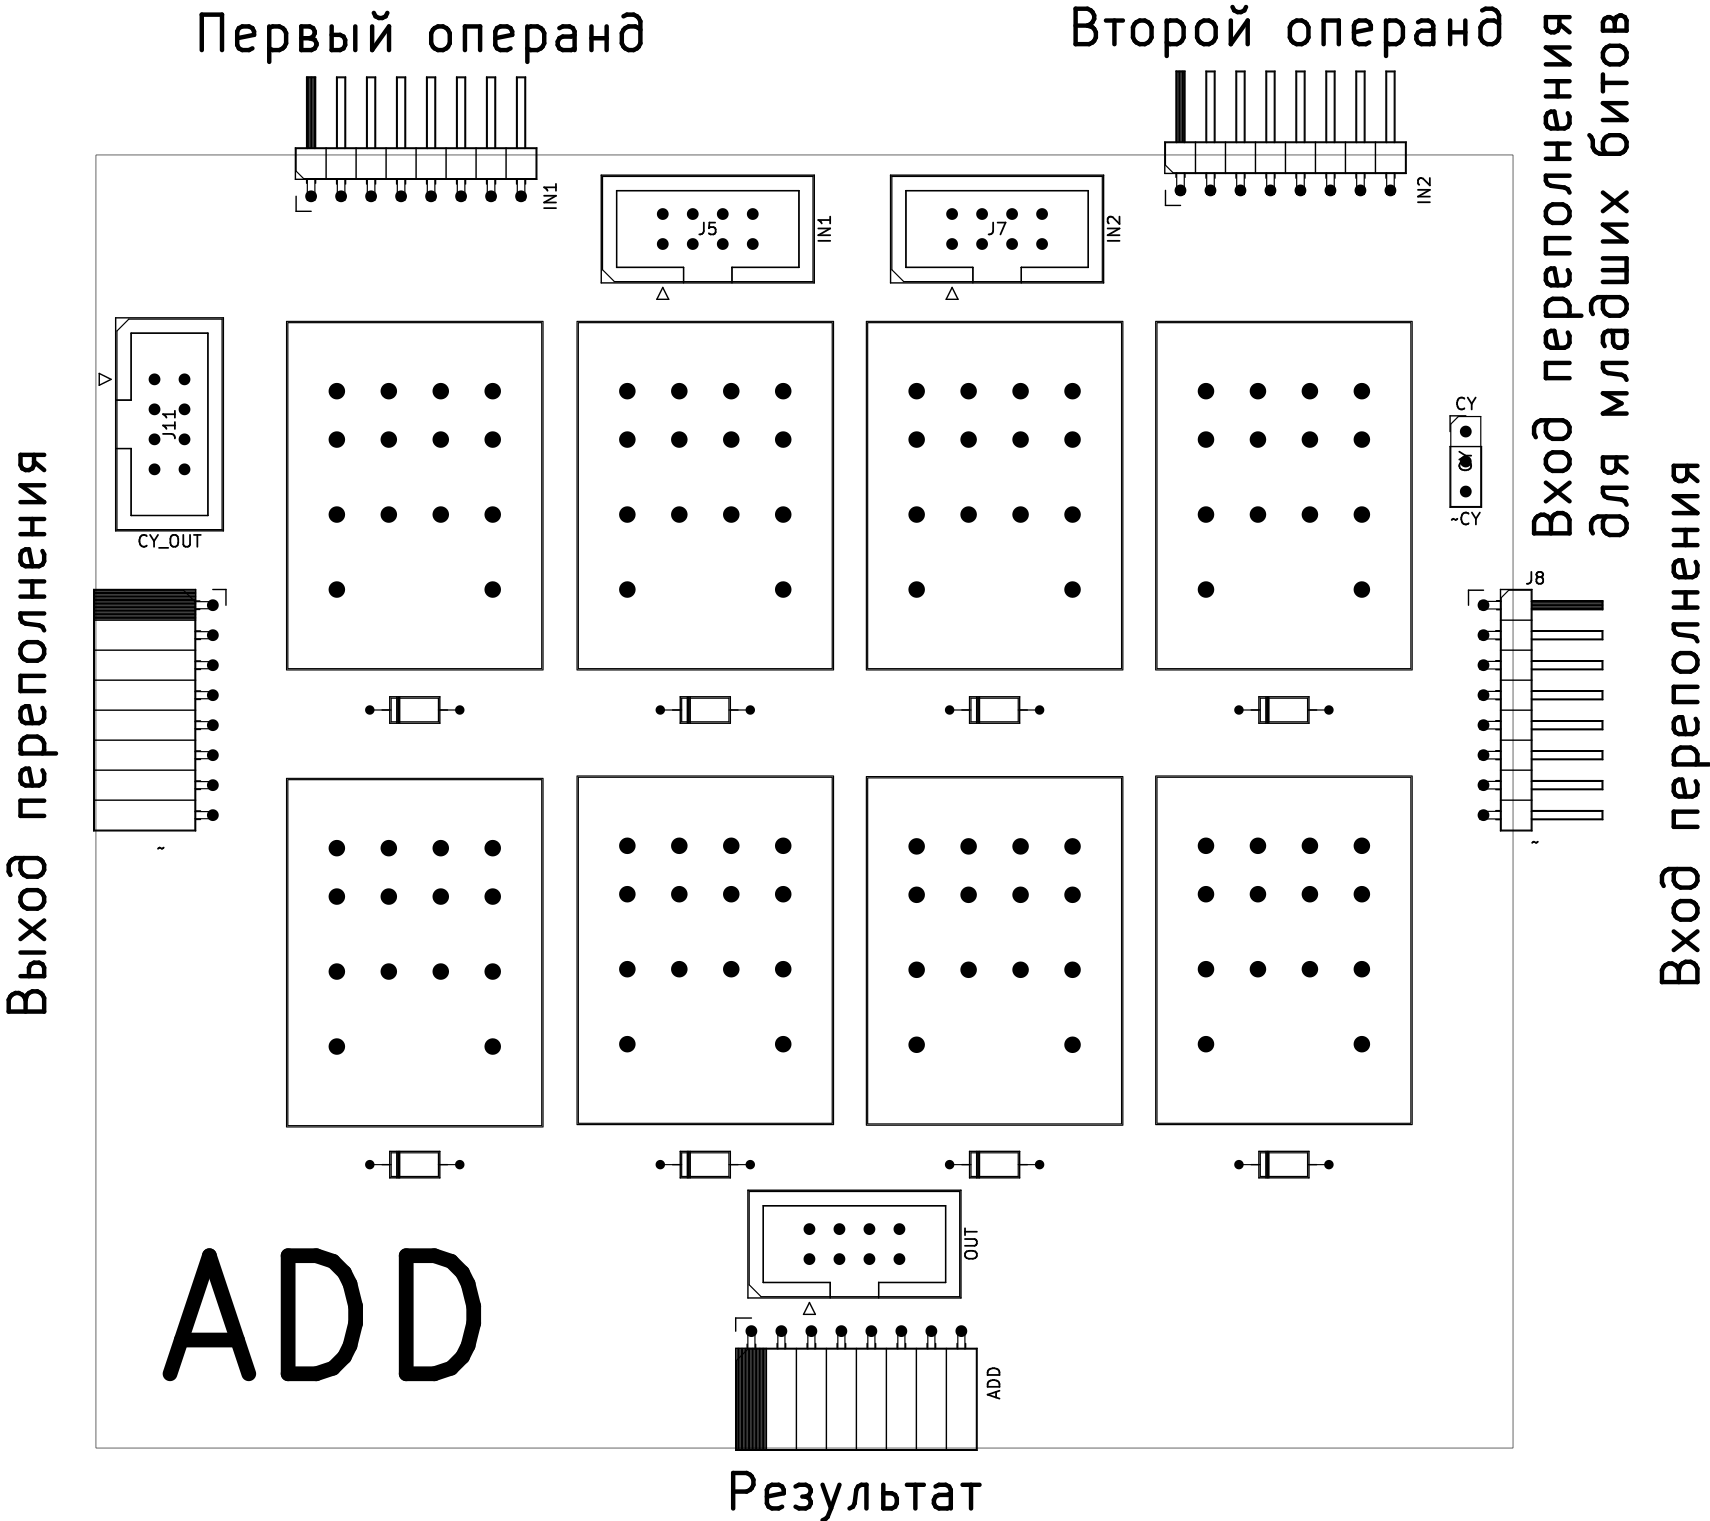 Первый операнд
Второй операнд
Вход переполнения
для младших битов
IN1
IN2
J5
IN1
J7
IN2
J11
CY_OUT
CY
CY
~CY
Выход переполнения
Вход переполнения
J8
~
~
OUT
ADD
ADD
Результат